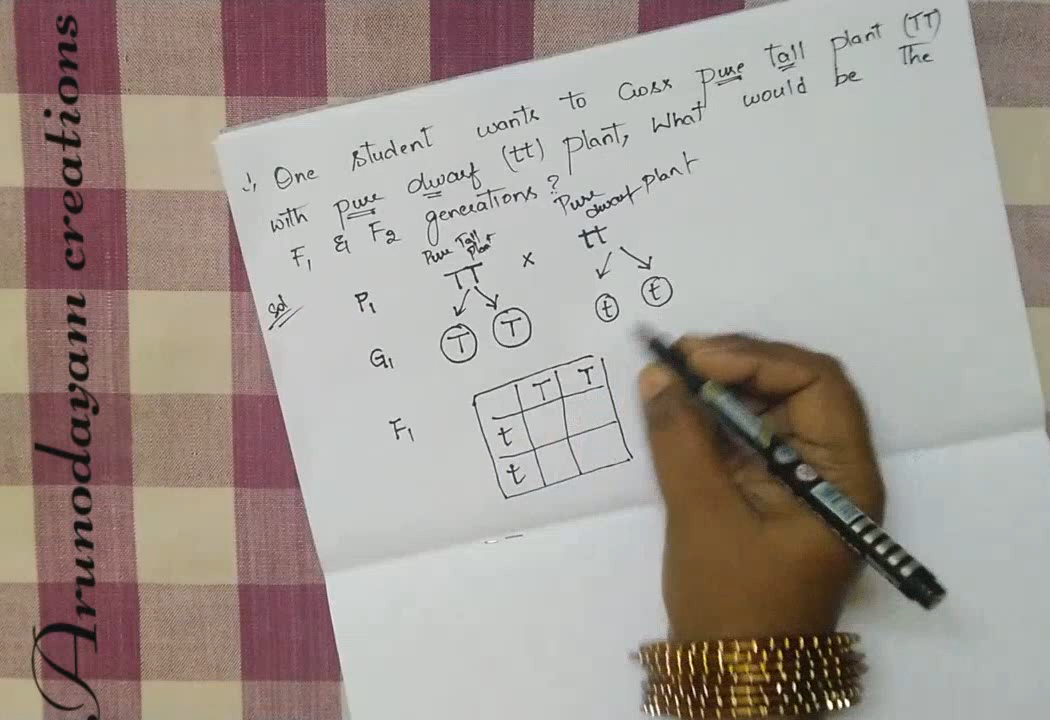 Arunodayam creations
1, One student wants to cross pure tall plant (TT)
with pure dwarf (tt) plant, What would be the
F1 & F2 generations?
Sol
Pure Tall Plant
Pure dwarf plant
P1 TT x tt
G1 T T t t
F1
T T
t
t